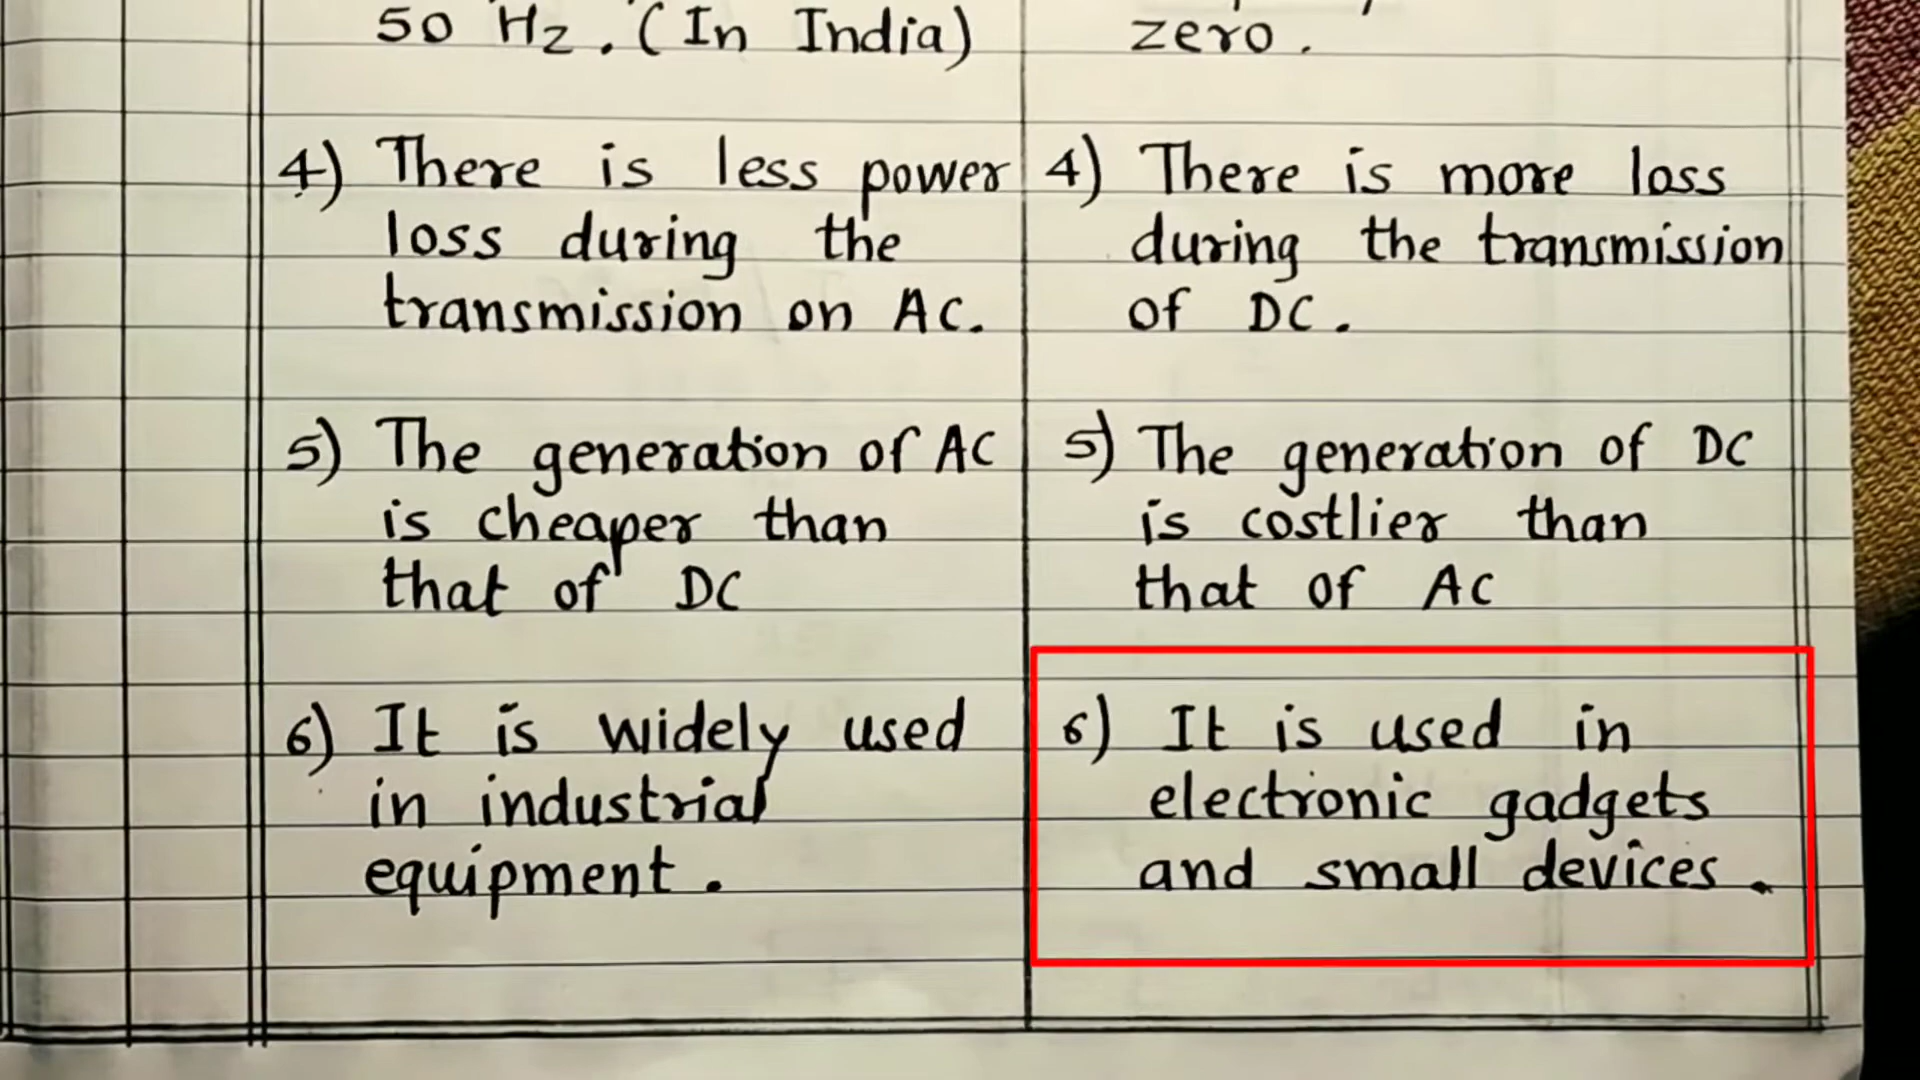 50 Hz. (In India)
zero.
4) There is less power
loss during the
transmission on AC.
4) There is more loss
during the transmission
of DC.
5) The generation of AC
is cheaper than
that of DC
5) The generation of DC
is costlier than
that of AC
6) It is widely used
in industrial
equipment.
6) It is used in
electronic gadgets
and small devices.